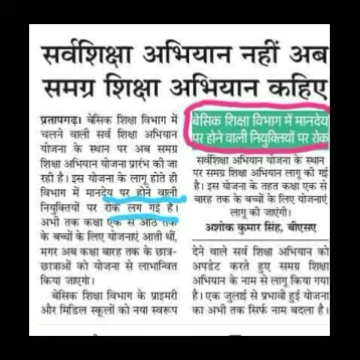 सर्वशिक्षा अभियान नहीं अब
समग्र शिक्षा अभियान कहिए
प्रतापगढ़। बेसिक शिक्षा विभाग में
चलने वाली सर्व शिक्षा अभियान
योजना के स्थान पर अब समग्र
शिक्षा अभियान योजना प्रारंभ की जा
रही है। इस योजना के लागू होते ही
विभाग में मानदेय पर होने वाली
नियुक्तियों पर रोक लग गई है।
अभी तक कक्षा एक से आठ तक
के बच्चों के लिए योजनाएं आती थीं,
मगर अब कक्षा बारह तक के छात्र-
छात्राओं को योजना से लाभान्वित
किया जाएगा।
बेसिक शिक्षा विभाग के प्राइमरी
और मिडिल स्कूलों को नया स्वरूप
बेसिक शिक्षा विभाग में मानदेय
पर होने वाली नियुक्तियों पर रोक
सर्वशिक्षा अभियान योजना के स्थान
पर समग्र शिक्षा अभियान लागू की गई
है। इस योजना के तहत कक्षा एक से
बारह तक के बच्चों के लिए योजनाएं
लागू की जाएंगी।
अशोक कुमार सिंह, बीएसए
देने वाले सर्व शिक्षा अभियान को
अपडेट करते हुए समग्र शिक्षा
अभियान के नाम से लागू किया गया
है। एक जुलाई से प्रभावी हुई योजना
का अभी तक सिर्फ नाम बदला है।